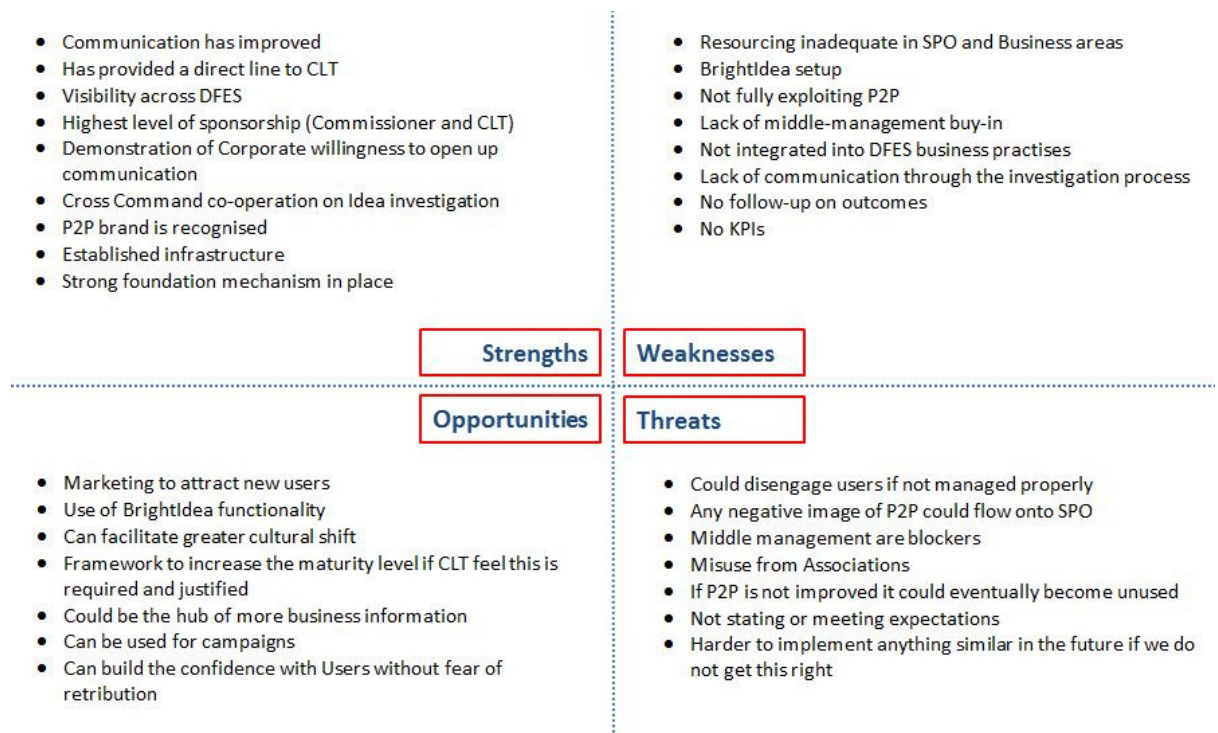 • Communication has improved
• Has provided a direct line to CLT
• Visibility across DFES
• Highest level of sponsorship (Commissioner and CLT)
• Demonstration of Corporate willingness to open up
communication
• Cross Command co-operation on Idea investigation
• P2P brand is recognised
• Established infrastructure
• Strong foundation mechanism in place
Strengths
• Resourcing inadequate in SPO and Business areas
• BrightIdea setup
• Not fully exploiting P2P
• Lack of middle-management buy-in
• Not integrated into DFES business practises
• Lack of communication through the investigation process
• No follow-up on outcomes
• No KPIs
Weaknesses
Opportunities
• Marketing to attract new users
• Use of BrightIdea functionality
• Can facilitate greater cultural shift
• Framework to increase the maturity level if CLT feel this is
required and justified
• Could be the hub of more business information
• Can be used for campaigns
• Can build the confidence with Users without fear of
retribution
Threats
• Could disengage users if not managed properly
• Any negative image of P2P could flow onto SPO
• Middle management are blockers
• Misuse from Associations
• If P2P is not improved it could eventually become unused
• Not stating or meeting expectations
• Harder to implement anything similar in the future if we do
not get this right